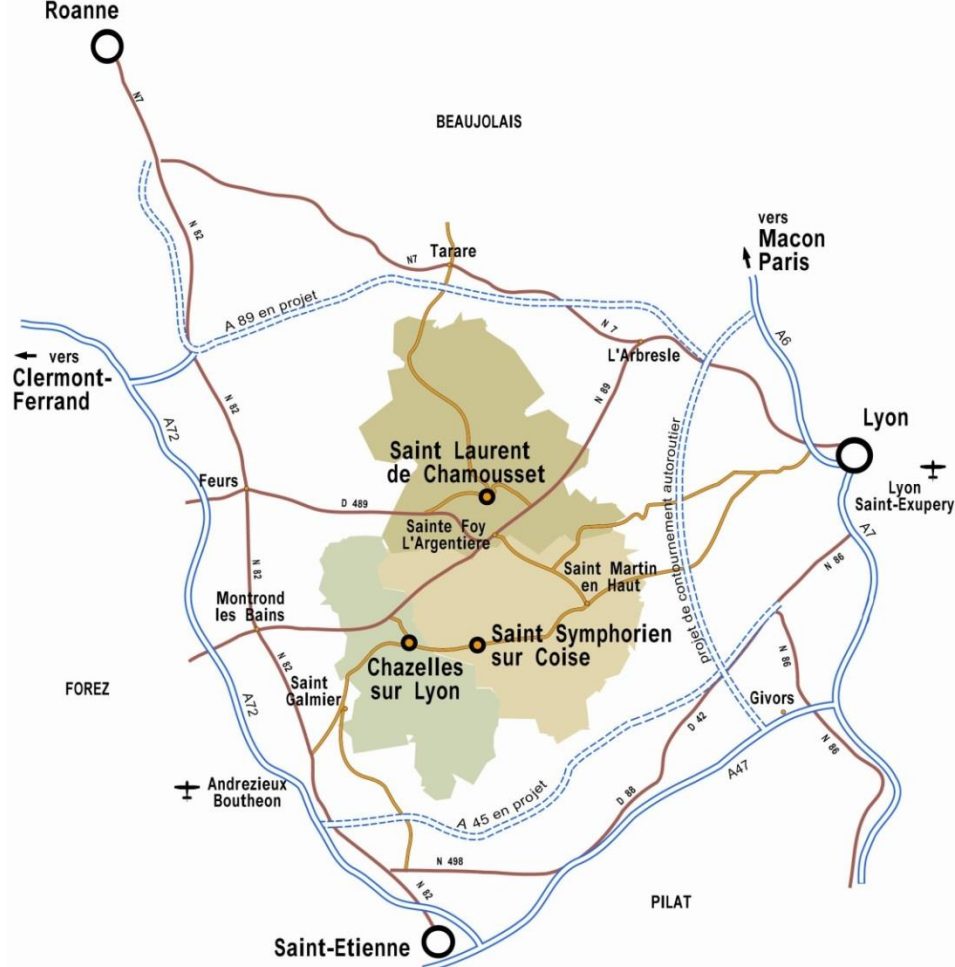 Roanne
N7
BEAUJOLAIS
N 82
vers
Macon
Paris
Tarare
N7
A 89 en projet
N 7
L'Arbresle
A6
vers
Clermont-
Ferrand
N 82
N 89
A72
Lyon
Saint Laurent
de Chamousset
Feurs
D 489
Lyon
Saint-Exupery
Sainte Foy
L'Argentiere
projet de contournement autoroutier
A7
N 86
N 82
Saint Martin
en Haut
Montrond
les Bains
Saint Symphorien
sur Coise
Chazelles
sur Lyon
N 86
N 82
Saint
Galmier
FOREZ
A72
Givors
D 42
N 86
A47
Andrezieux
Boutheon
D 88
A 45 en projet
N 498
N 82
PILAT
Saint-Etienne